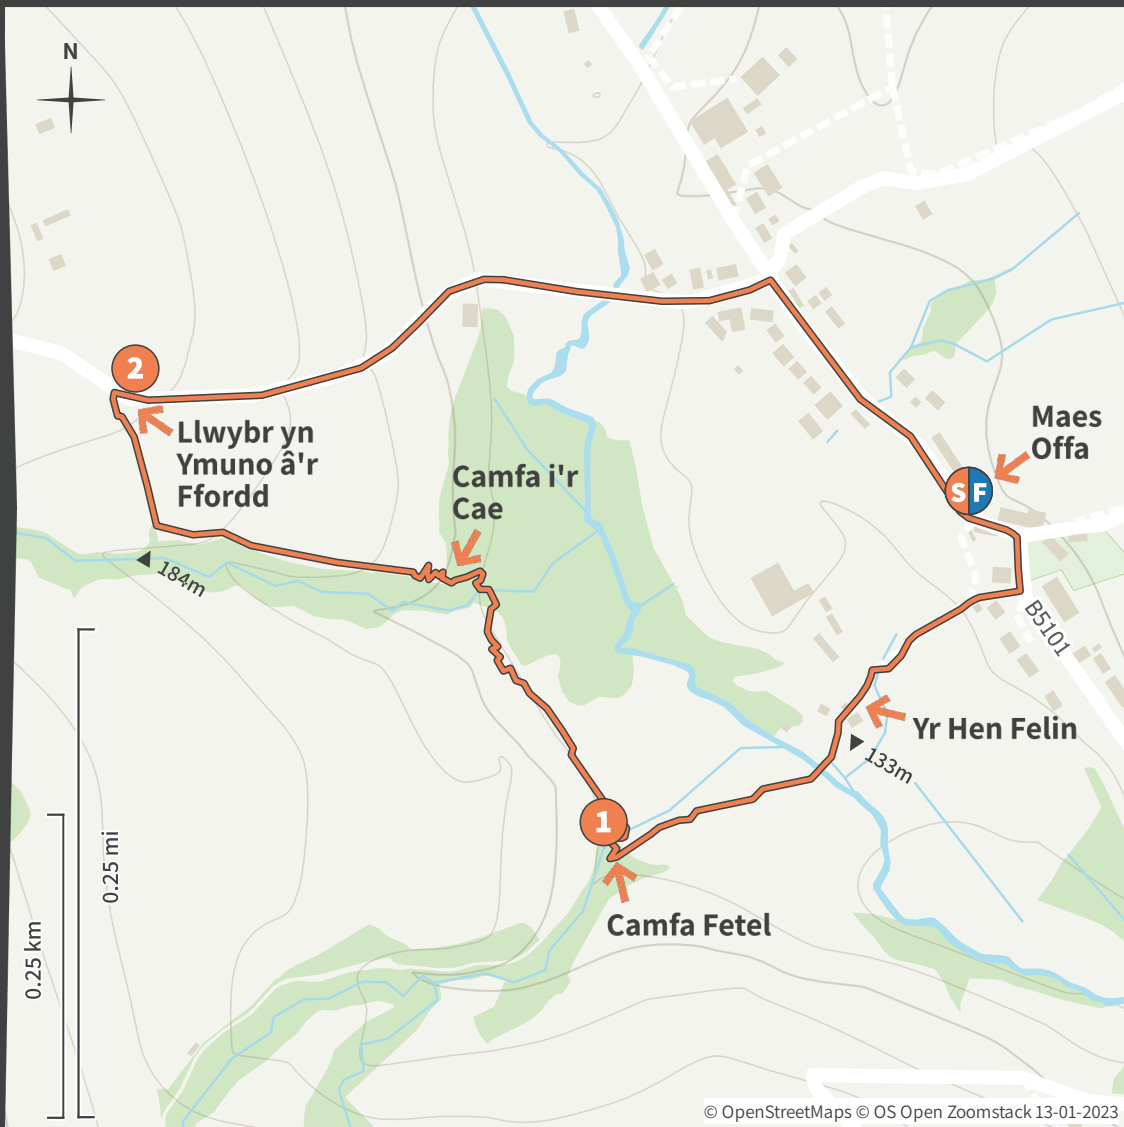 N
2
Llwybr yn
Ymuno â'r
Ffordd
Camfa i'r
Cae
Maes
Offa
S F
184m
B5101
Yr Hen Felin
133m
1
Camfa Fetel
0.25 mi
0.25 km
© OpenStreetMaps © OS Open Zoomstack 13-01-2023